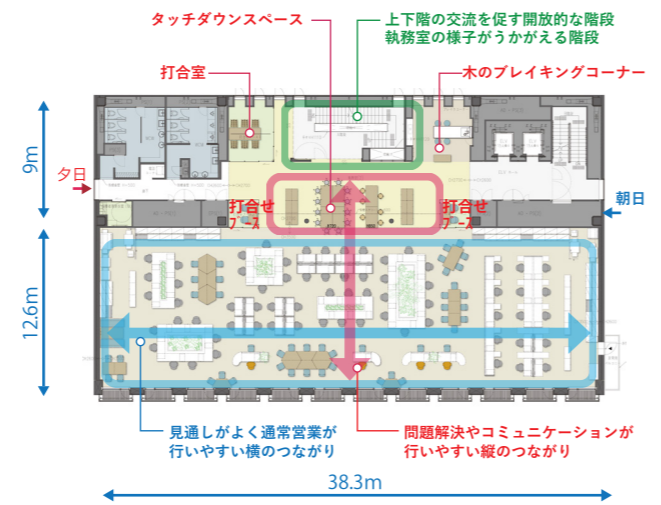 タッチダウンスペース
上下階の交流を促す開放的な階段
執務室の様子がうかがえる階段
打合室
木のブレイキングコーナー
9m
夕日
朝日
打合せ
ブース
打合せ
ブース
12.6m
見通しがよく通常営業が
行いやすい横のつながり
問題解決やコミュニケーションが
行いやすい縦のつながり
38.3m